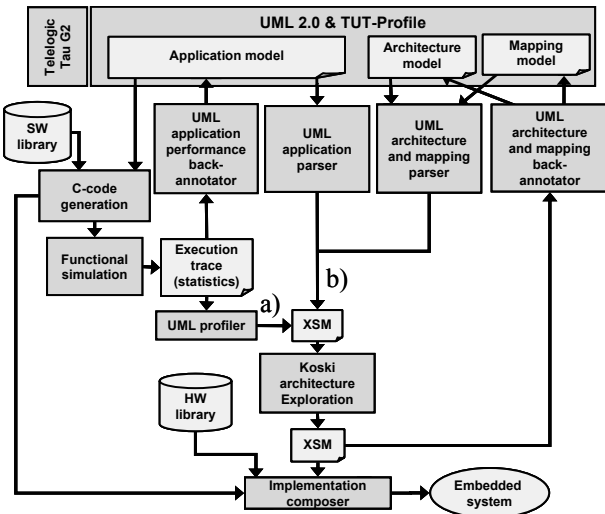 Telelogic
Tau G2
UML 2.0 & TUT-Profile
Application model
Architecture
model
Mapping
model
SW
library
UML
application
performance
back-
annotator
UML
application
parser
UML
architecture
and mapping
parser
UML architecture
and mapping
back-
annotator
C-code
generation
Functional
simulation
Execution
trace
(statistics)
a)
b)
UML profiler
XSM
Koski
architecture
Exploration
HW
library
XSM
Implementation
composer
Embedded
system